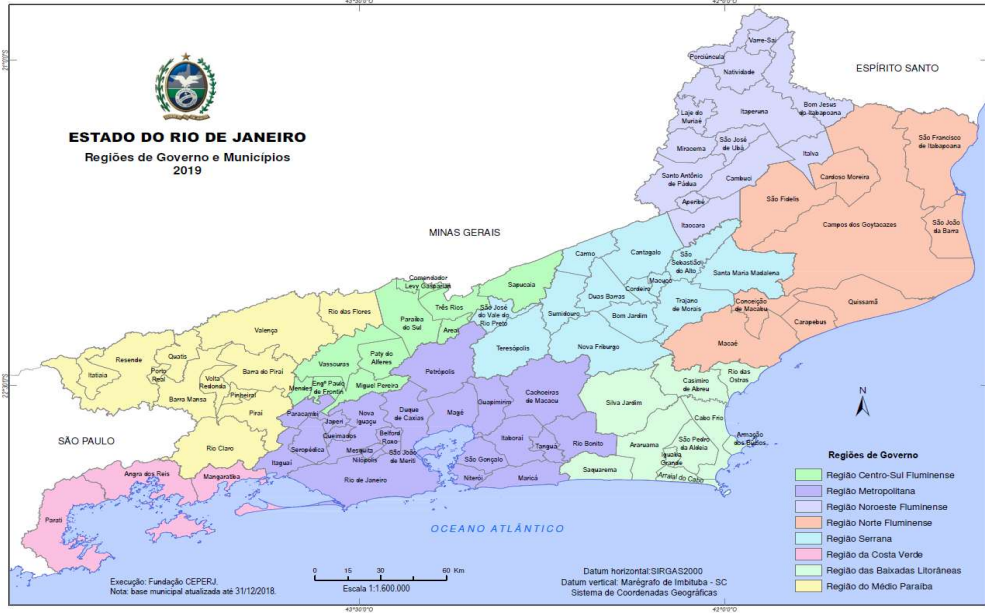 ESTADO DO RIO DE JANEIRO
Regiões de Governo e Municípios
2019
ESPÍRITO SANTO
MINAS GERAIS
SÃO PAULO
OCEANO ATLÂNTICO
Varre-Sai
Porciúncula
Natividade
Bom Jesus
do Itabapoana
Laje do
Muriaé
Itaperuna
São Francisco
de Itabapoana
Miracema
São José
de Ubá
Italva
Cardoso Moreira
Santo Antônio
de Pádua
Cambuci
São Fidelis
Aperibé
Campos dos Goytacazes
São João
da Barra
Itaocara
Carmo
Cantagalo
São
Sebastião
do Alto
Santa Maria Madalena
Macuco
Cordeiro
Duas Barras
Trajano
de Morais
Conceição
de Macabu
Quissamã
Carapebus
Sumidouro
Bom Jardim
Macaé
Nova Friburgo
Teresópolis
Comendador
Levy Gasparian
Sapucaia
Três Rios
São José
do Vale do
Rio Preto
Paraíba
do Sul
Areal
Rio das Flores
Valença
Vassouras
Paty do
Alferes
Petrópolis
Resende
Quatis
Itatiaia
Porto
Real
Volta
Redonda
Barra do Piraí
Mendes
Engº Paulo
de Frontin
Miguel Pereira
Barra Mansa
Pinheiral
Piraí
Rio Claro
Paracambi
Japeri
Nova
Iguaçu
Duque
de Caxias
Magé
Guapimirim
Cachoeiras
de Macacu
Queimados
Belford
Roxo
Seropédica
Mesquita
Nilópolis
São João
de Meriti
Itaguaí
Rio de Janeiro
São Gonçalo
Niterói
Itaboraí
Tanguá
Rio Bonito
Maricá
Silva Jardim
Casimiro
de Abreu
Rio das
Ostras
Cabo Frio
Armação
dos Búzios
Araruama
São Pedro
da Aldeia
Iguaba
Grande
Saquarema
Arraial do Cabo
Angra dos Reis
Mangaratiba
Parati
N
Regiões de Governo
Região Centro-Sul Fluminense
Região Metropolitana
Região Noroeste Fluminense
Região Norte Fluminense
Região Serrana
Região da Costa Verde
Região das Baixadas Litorâneas
Região do Médio Paraíba
Execução: Fundação CEPERJ.
Nota: base municipal atualizada até 31/12/2018.
0 15 30 60 Km
Escala 1:1.600.000
Datum horizontal:SIRGAS2000
Datum vertical: Marégrafo de Imbituba - SC
Sistema de Coordenadas Geográficas